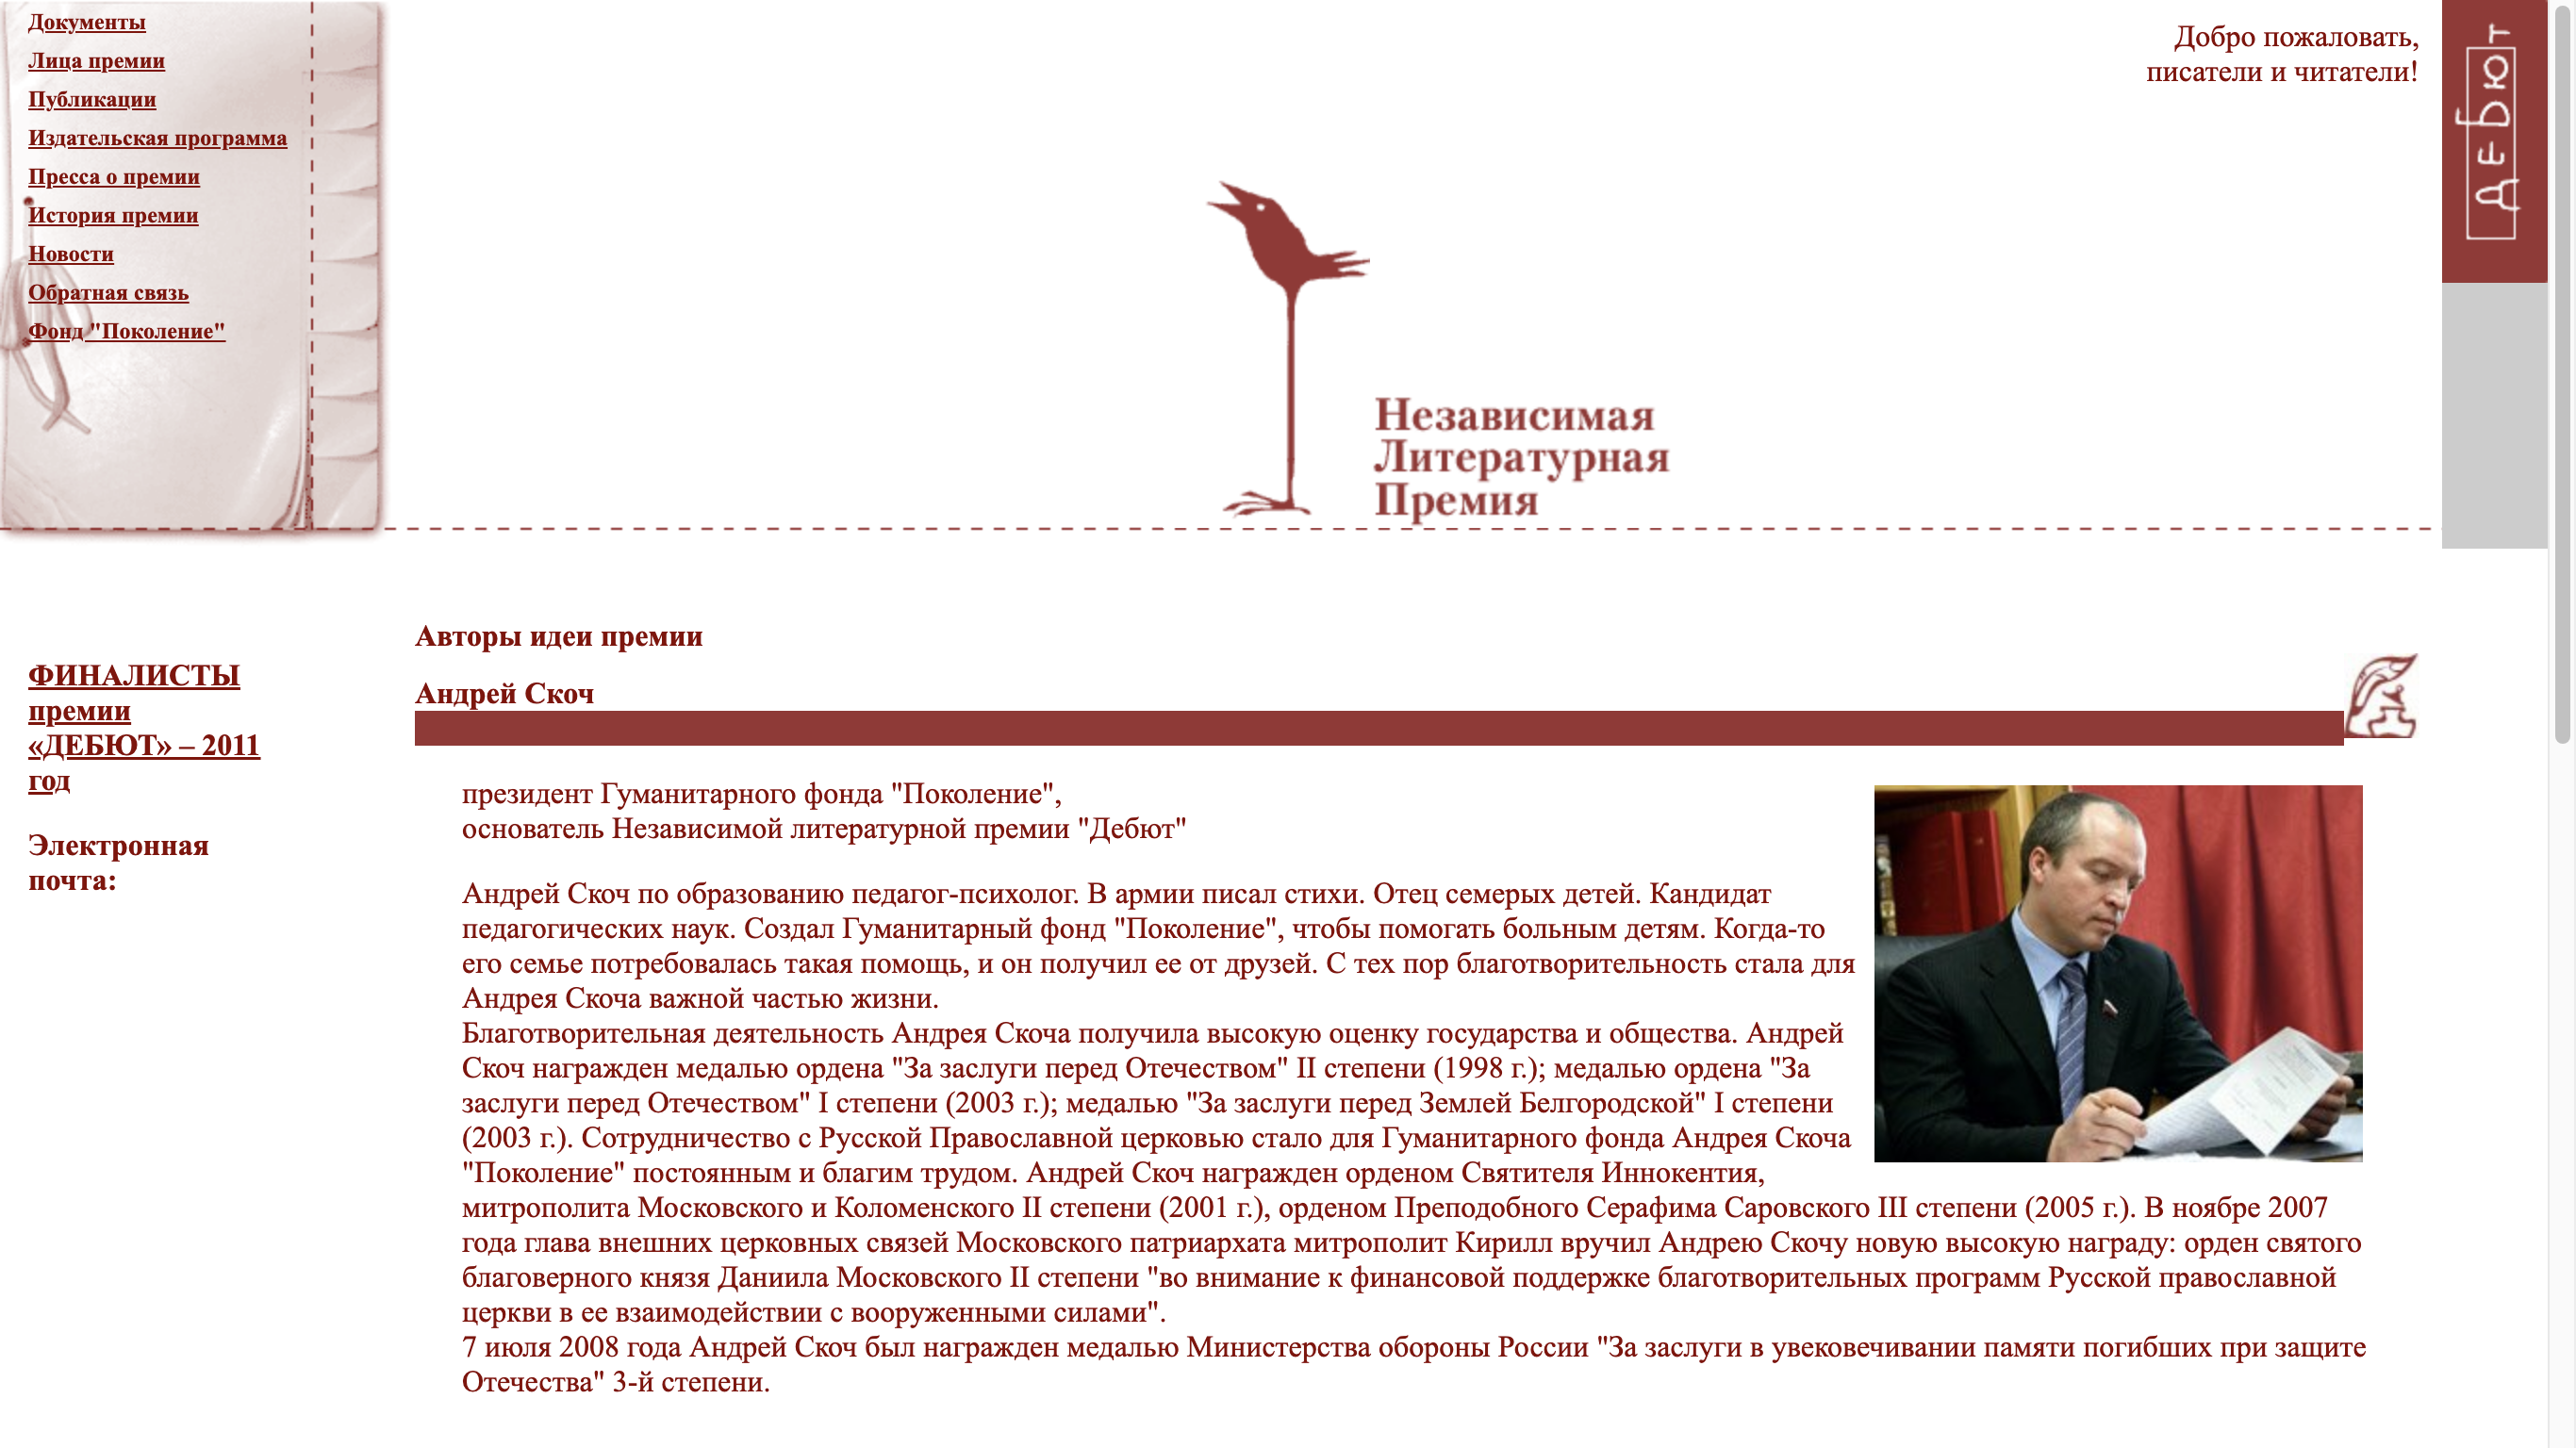 Документы
Лица премии
Публикации
Издательская программа
Пресса о премии
История премии
Новости
Обратная связь
Фонд "Поколение"
Добро пожаловать,
писатели и читатели!
дебют
Независимая
Литературная
Премия
ФИНАЛИСТЫ
премии
«ДЕБЮТ» – 2011
год
Электронная
почта:
Авторы идеи премии
Андрей Скоч
президент Гуманитарного фонда "Поколение",
основатель Независимой литературной премии "Дебют"
Андрей Скоч по образованию педагог-психолог. В армии писал стихи. Отец семерых детей. Кандидат
педагогических наук. Создал Гуманитарный фонд "Поколение", чтобы помогать больным детям. Когда-то
его семье потребовалась такая помощь, и он получил ее от друзей. С тех пор благотворительность стала для
Андрея Скоча важной частью жизни.
Благотворительная деятельность Андрея Скоча получила высокую оценку государства и общества. Андрей
Скоч награжден медалью ордена "За заслуги перед Отечеством" II степени (1998 г.); медалью ордена "За
заслуги перед Отечеством" I степени (2003 г.); медалью "За заслуги перед Землей Белгородской" I степени
(2003 г.). Сотрудничество с Русской Православной церковью стало для Гуманитарного фонда Андрея Скоча
"Поколение" постоянным и благим трудом. Андрей Скоч награжден орденом Святителя Иннокентия,
митрополита Московского и Коломенского II степени (2001 г.), орденом Преподобного Серафима Саровского III степени (2005 г.). В ноябре 2007
года глава внешних церковных связей Московского патриархата митрополит Кирилл вручил Андрею Скочу новую высокую награду: орден святого
благоверного князя Даниила Московского II степени "во внимание к финансовой поддержке благотворительных программ Русской православной
церкви в ее взаимодействии с вооруженными силами".
7 июля 2008 года Андрей Скоч был награжден медалью Министерства обороны России "За заслуги в увековечивании памяти погибших при защите
Отечества" 3-й степени.